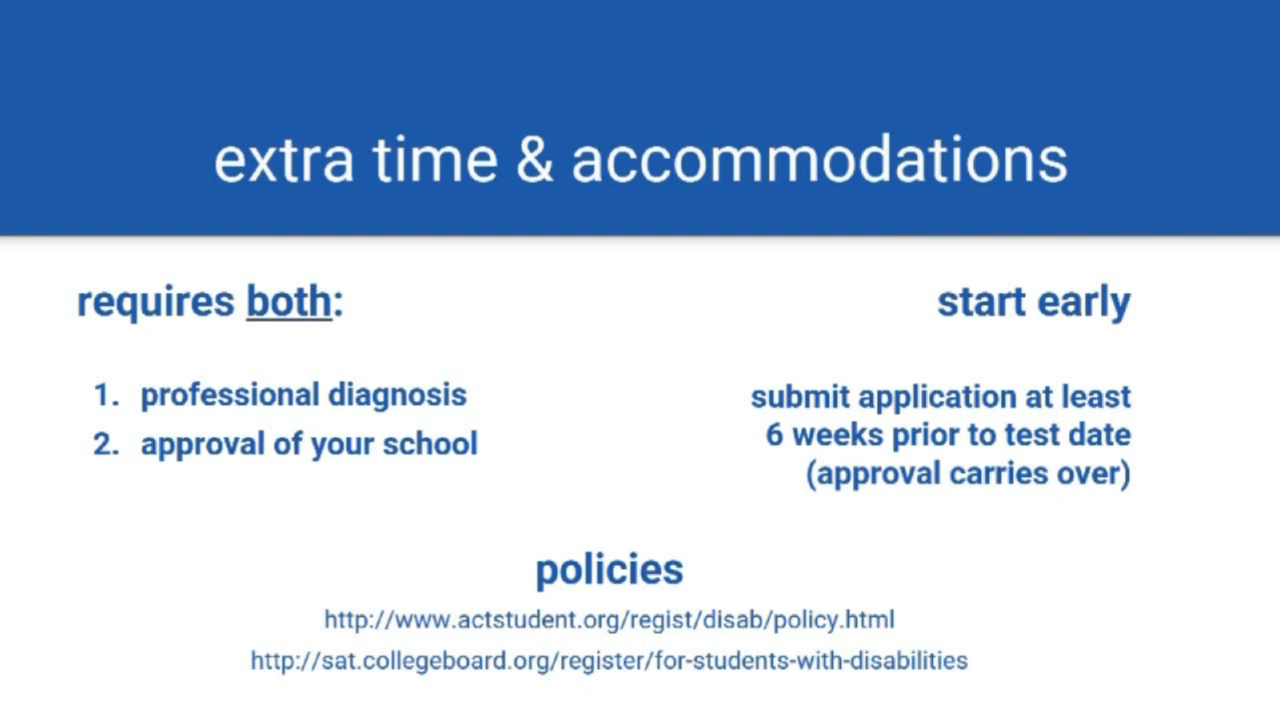 extra time & accommodations
requires both:
1. professional diagnosis
2. approval of your school
start early
submit application at least
6 weeks prior to test date
(approval carries over)
policies
http://www.actstudent.org/regist/disab/policy.html
http://sat.collegeboard.org/register/for-students-with-disabilities